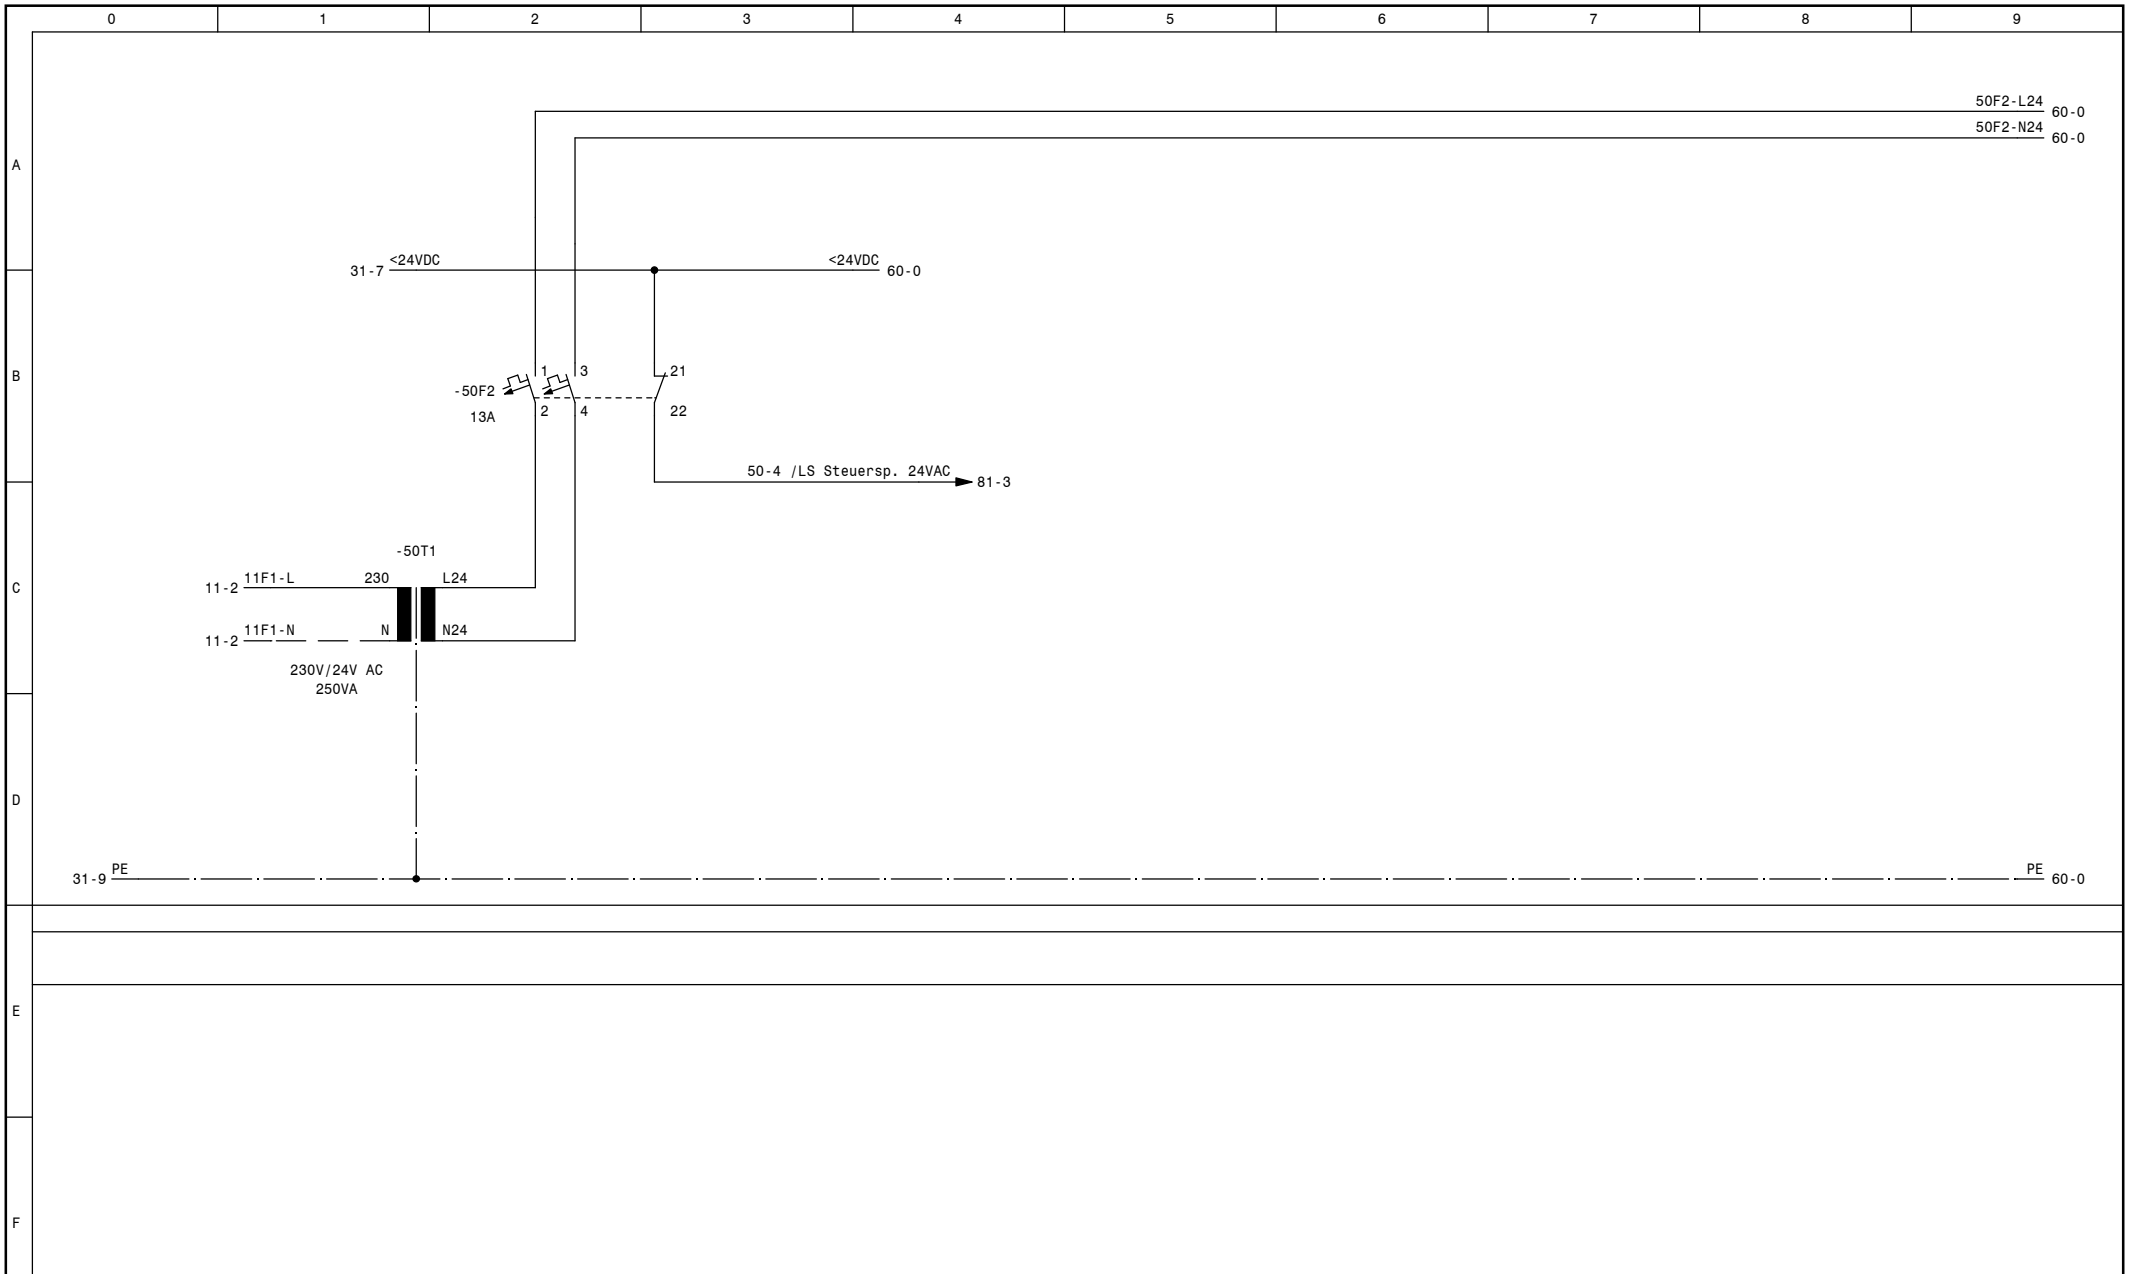 0 1 2 3 4 5 6 7 8 9
50F2-L24 60-0
50F2-N24 60-0
A
31-7 <24VDC <24VDC 60-0
B
1 3 21
-50F2
13A
2 4 22
50-4 /LS Steuersp. 24VAC 81-3
-50T1
C
11-2 11F1-L 230 L24
11-2 11F1-N N N24
230V/24V AC
250VA
D
31-9 PE PE 60-0
E
F